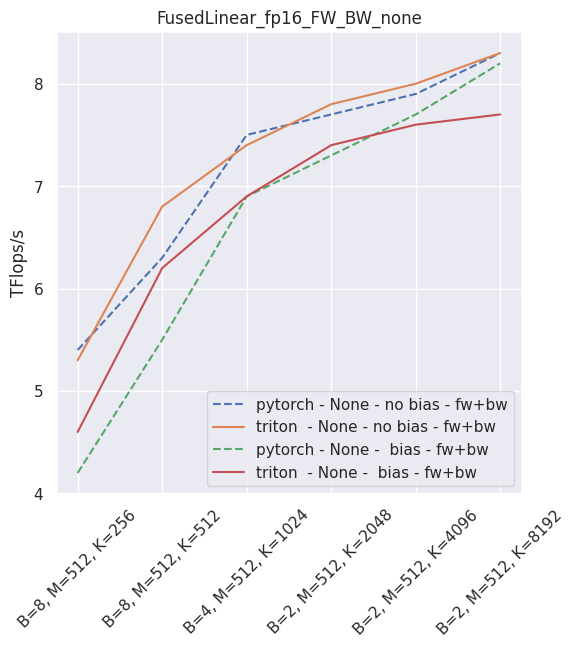 FusedLinear_fp16_FW_BW_none
TFlops/s
8
7
6
5
4
pytorch - None - no bias - fw+bw
triton  - None - no bias - fw+bw
pytorch - None -  bias - fw+bw
triton  - None -  bias - fw+bw
B=8, M=512, K=256
B=8, M=512, K=512
B=4, M=512, K=1024
B=2, M=512, K=2048
B=2, M=512, K=4096
B=2, M=512, K=8192